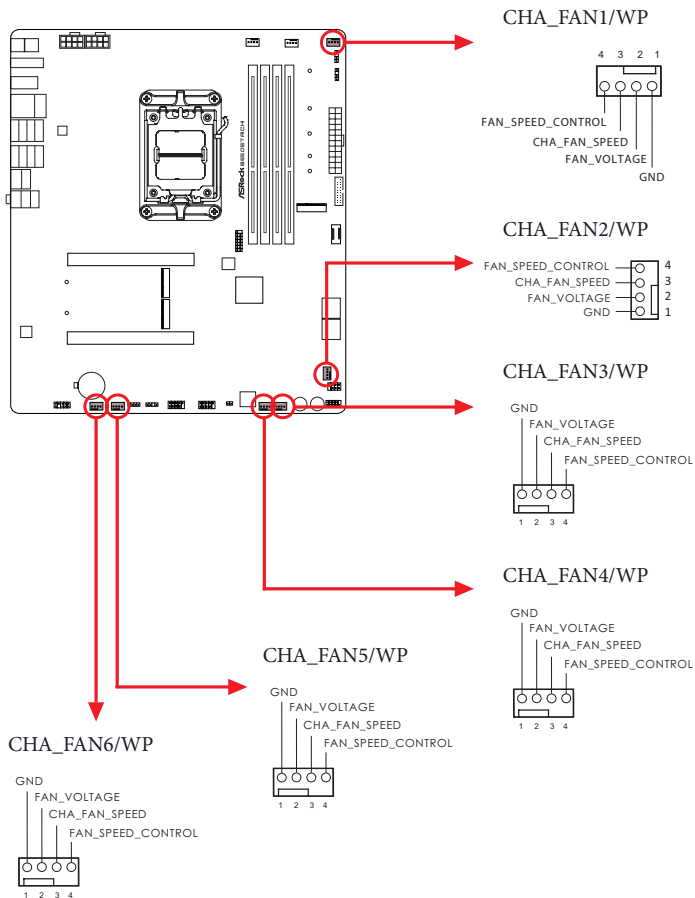 CHA_FAN1/WP
4 3 2 1
FAN_SPEED_CONTROL
CHA_FAN_SPEED
FAN_VOLTAGE
GND
CHA_FAN2/WP
FAN_SPEED_CONTROL 4
CHA_FAN_SPEED 3
FAN_VOLTAGE 2
GND 1
CHA_FAN3/WP
GND
FAN_VOLTAGE
CHA_FAN_SPEED
FAN_SPEED_CONTROL
1 2 3 4
CHA_FAN4/WP
GND
FAN_VOLTAGE
CHA_FAN_SPEED
FAN_SPEED_CONTROL
1 2 3 4
CHA_FAN5/WP
GND
FAN_VOLTAGE
CHA_FAN_SPEED
FAN_SPEED_CONTROL
1 2 3 4
CHA_FAN6/WP
GND
FAN_VOLTAGE
CHA_FAN_SPEED
FAN_SPEED_CONTROL
1 2 3 4
ASRock